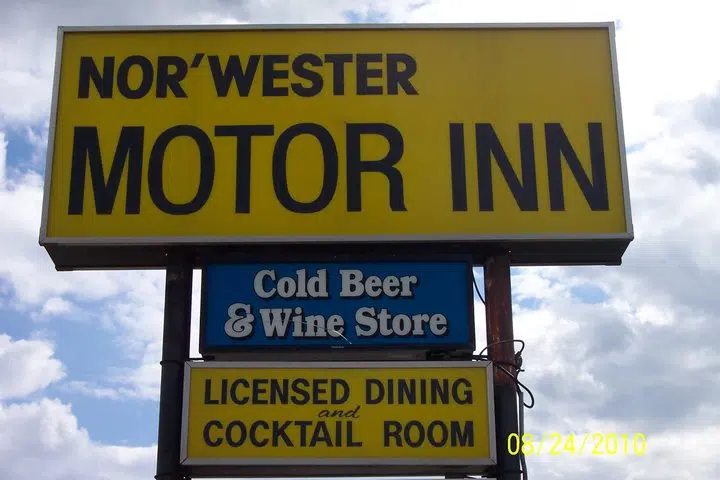 NOR'WESTER
MOTOR INN
Cold Beer
& Wine Store
LICENSED DINING
and
COCKTAIL ROOM
08/24/2010